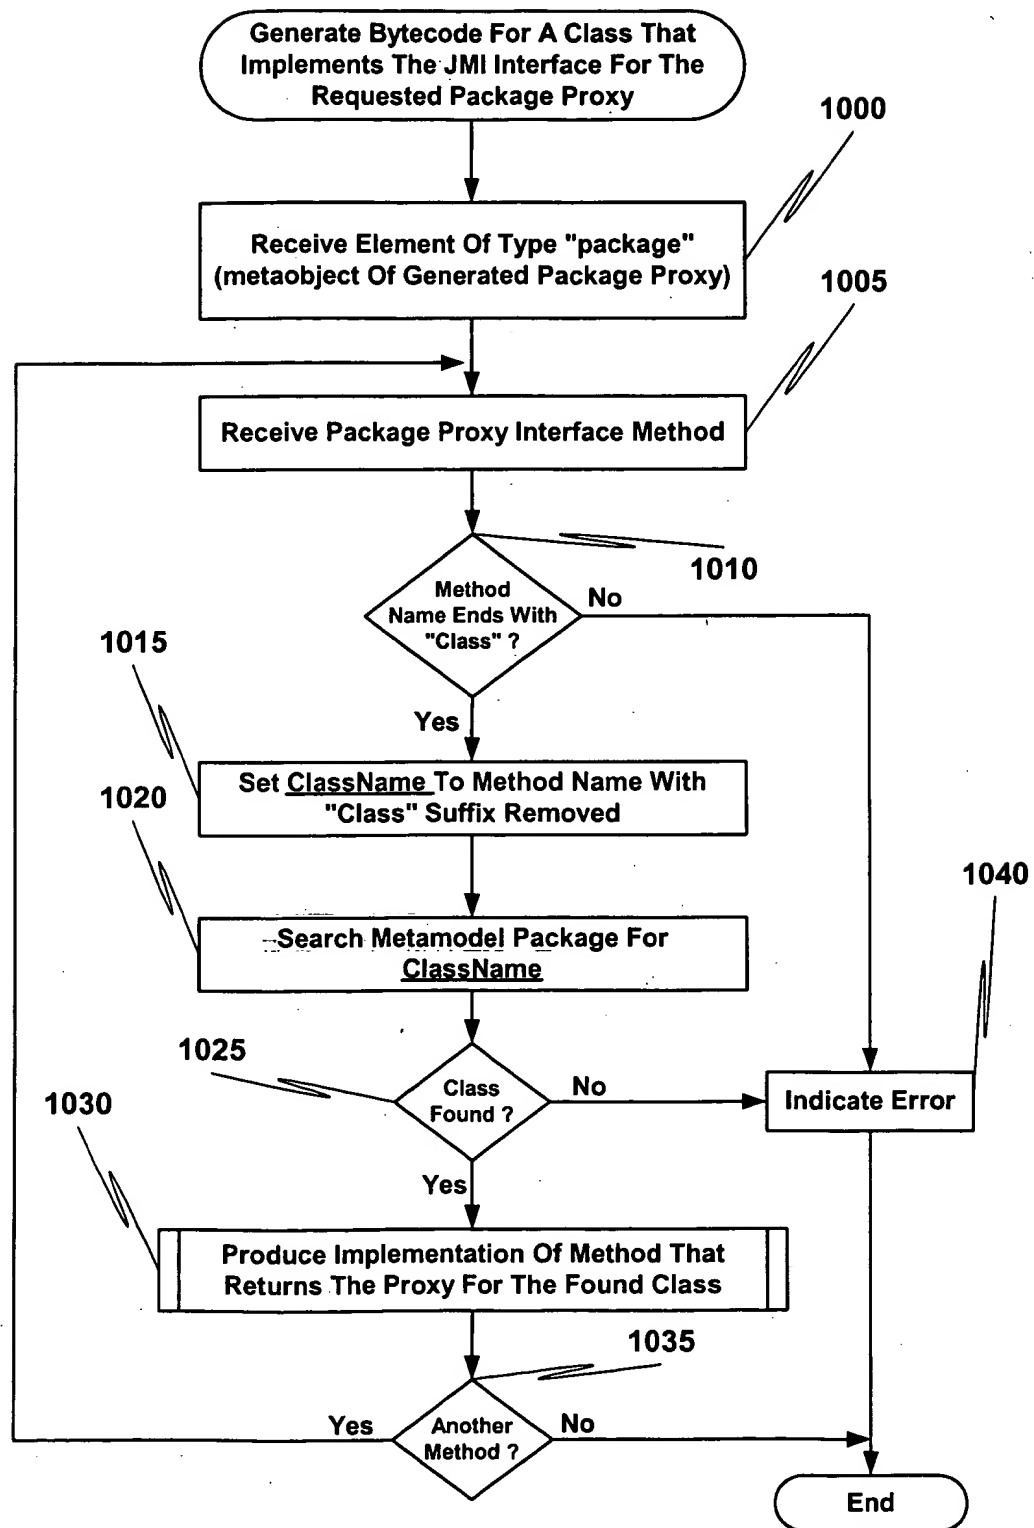 Generate Bytecode For A Class That
Implements The JMI Interface For The
Requested Package Proxy
1000
Receive Element Of Type "package"
(metaobject Of Generated Package Proxy)
1005
Receive Package Proxy Interface Method
1010
Method
Name Ends With
"Class" ?
No
1015
Yes
Set ClassName To Method Name With
"Class" Suffix Removed
1020
Search Metamodel Package For
ClassName
1040
1025
Class
Found ?
No
Indicate Error
1030
Yes
Produce Implementation Of Method That
Returns The Proxy For The Found Class
1035
Yes
Another
Method ?
No
End